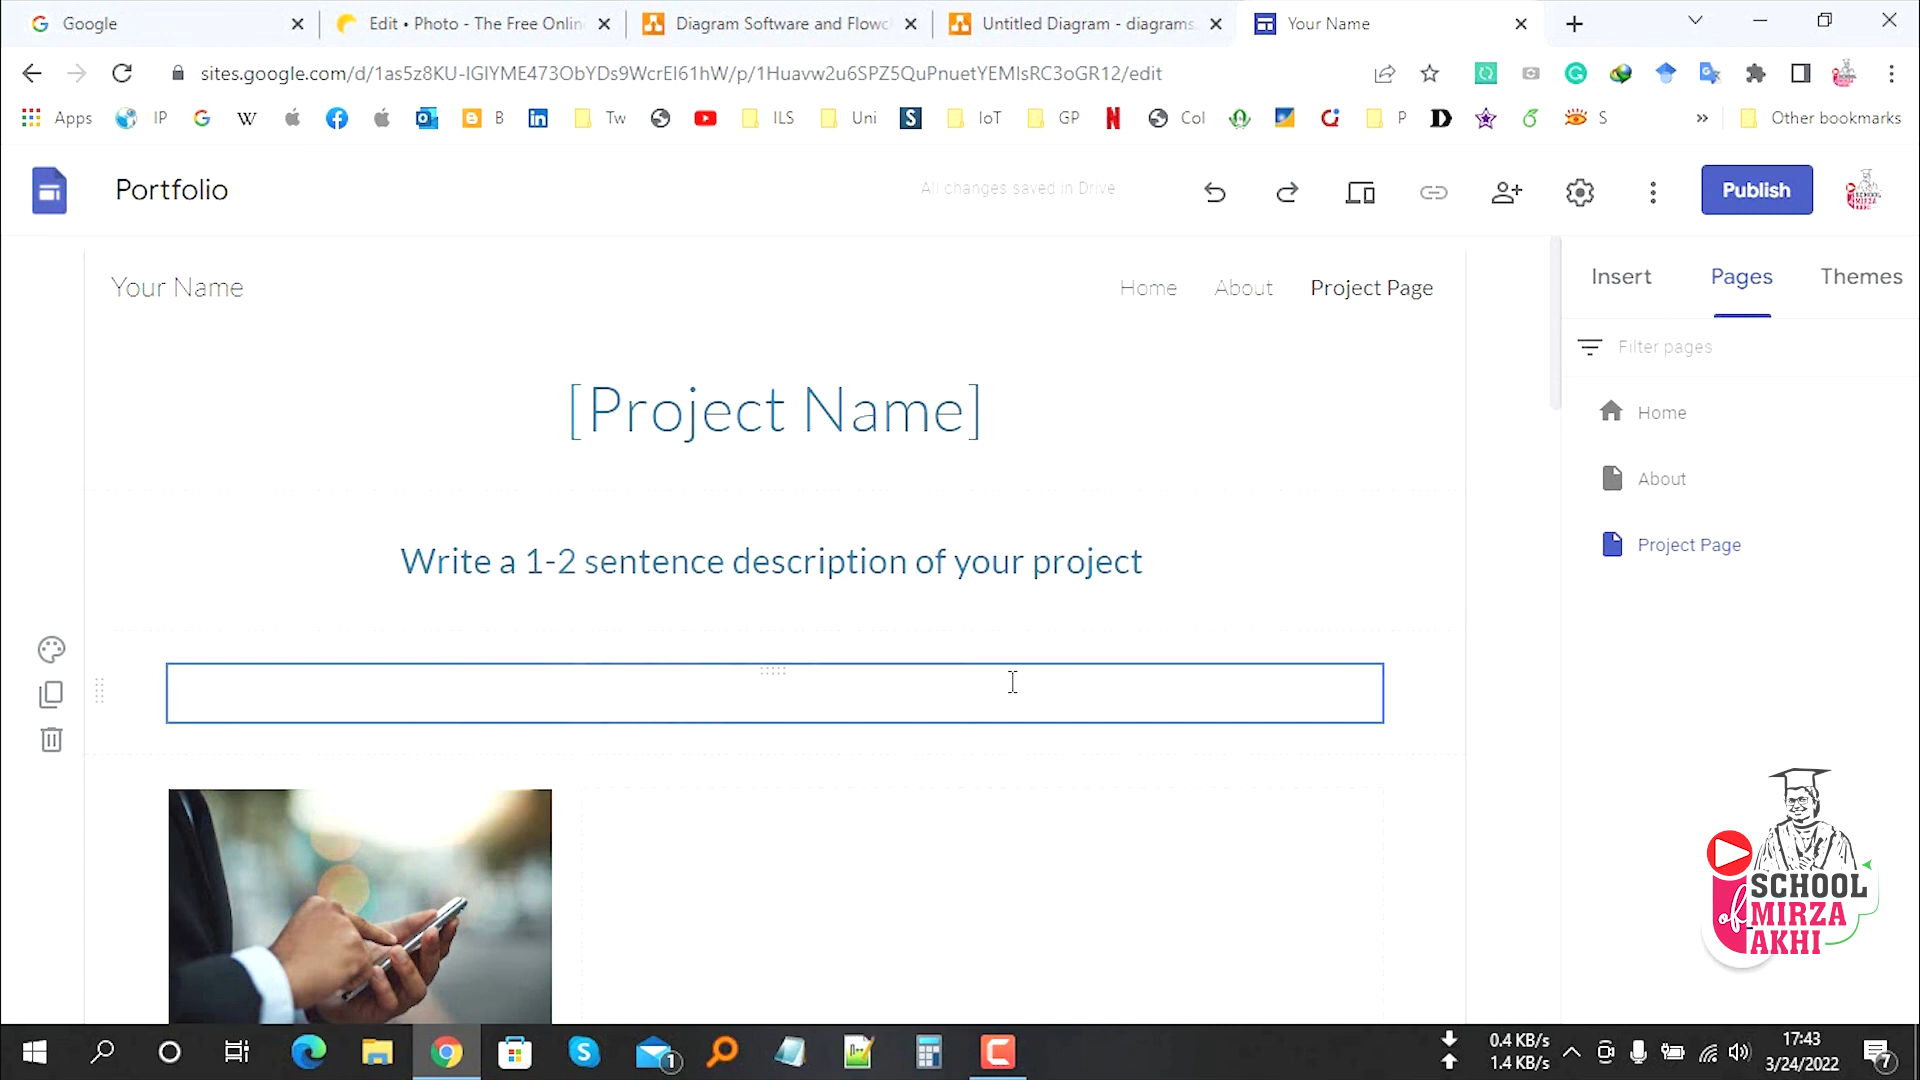 Google
Edit • Photo - The Free Onlin
Diagram Software and Flowc
Untitled Diagram - diagrams.
Your Name
sites.google.com/d/1as5z8KU-IGIYME473ObYDs9WcrEI61hW/p/1Huavw2u6SPZ5QuPnuetYEMIsRC3oGR12/edit
Apps
IP
B
Tw
ILS
Uni
IoT
GP
Col
P
S
Other bookmarks
Portfolio
All changes saved in Drive
Publish
Your Name
Home
About
Project Page
Insert
Pages
Themes
Filter pages
Home
About
Project Page
[Project Name]
Write a 1-2 sentence description of your project
SCHOOL
of MIRZA
AKHI
0.4 KB/s
1.4 KB/s
17:43
3/24/2022
1
7